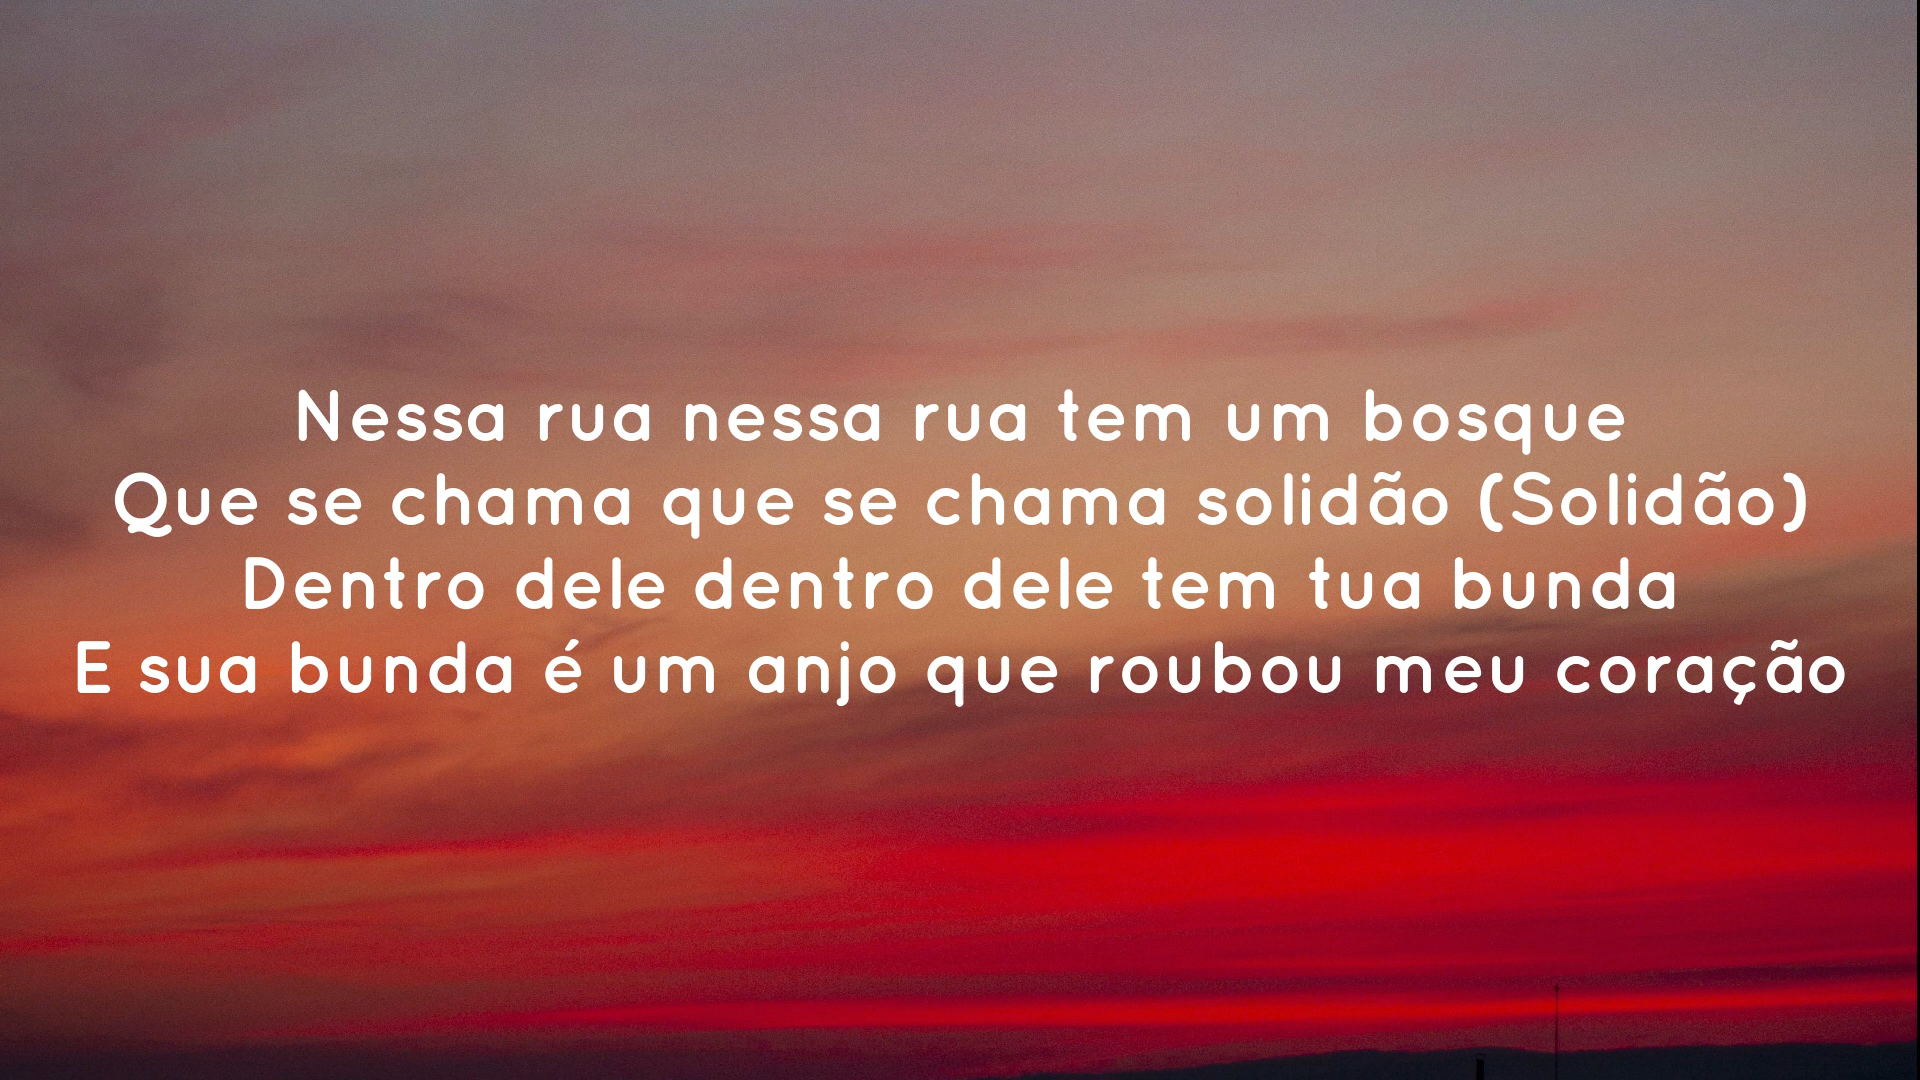 Nessa rua nessa rua tem um bosque
Que se chama que se chama solidão (Solidão)
Dentro dele dentro dele tem tua bunda
E sua bunda é um anjo que roubou meu coração